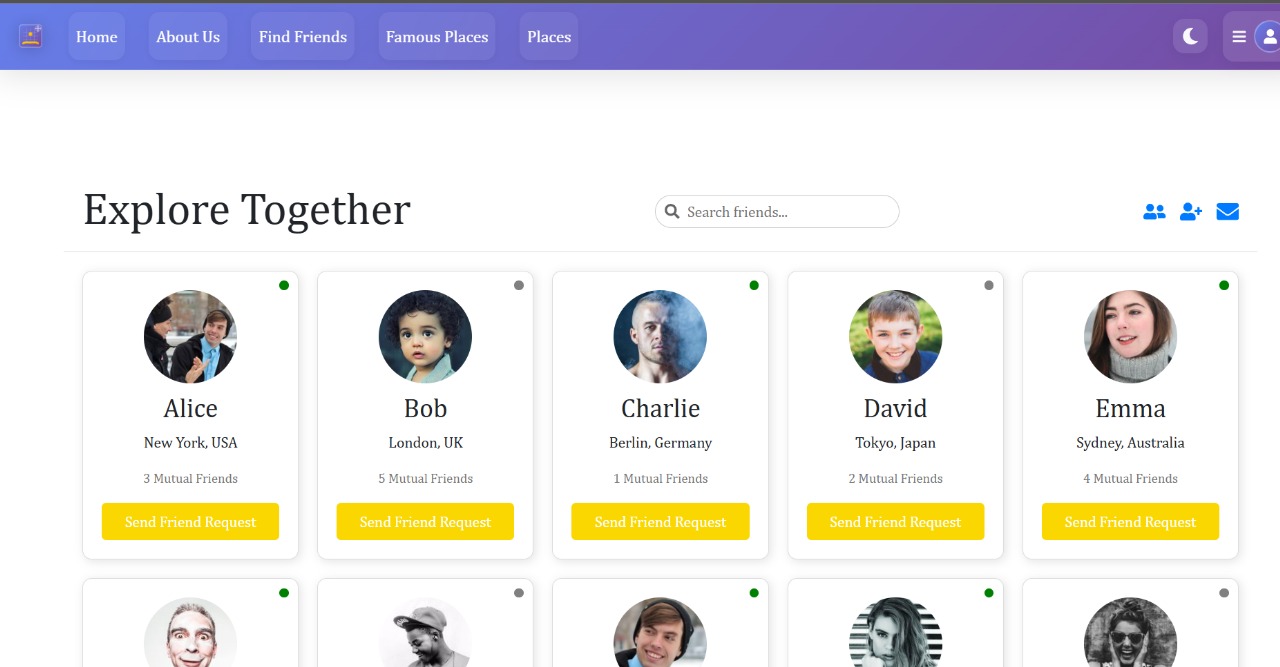 Home About Us Find Friends Famous Places Places
Explore Together
Search friends...
Alice Bob Charlie David Emma
New York, USA London, UK Berlin, Germany Tokyo, Japan Sydney, Australia
3 Mutual Friends 5 Mutual Friends 1 Mutual Friends 2 Mutual Friends 4 Mutual Friends
Send Friend Request Send Friend Request Send Friend Request Send Friend Request Send Friend Request